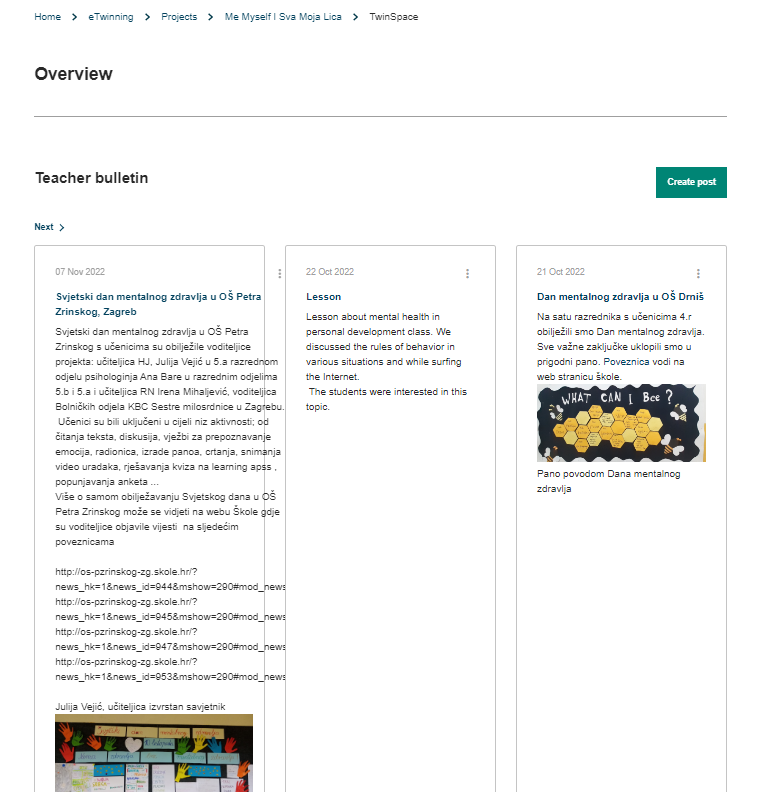 Home > eTwinning > Projects > Me Myself I Sva Moja Lica > TwinSpace
Overview
Teacher bulletin
Create post
Next >
07 Nov 2022
Svjetski dan mentalnog zdravlja u OŠ Petra
Zrinskog, Zagreb
Svjetski dan mentalnog zdravlja u OŠ Petra
Zrinskog s učenicima su obilježile voditeljice
projekta: učiteljica HJ, Julija Vejić u 5.a razrednom
odjelu psihologinja Ana Bare u razrednim odjelima
5.b i 5.a i učiteljica RN Irena Mihaljević, voditeljica
Bolničkih odjela KBC Sestre milosrdnice u Zagrebu.
Učenici su bili uključeni u cijeli niz aktivnosti; od
čitanja teksta, diskusija, vježbi za prepoznavanje
emocija, radionica, izrade panoa, crtanja, snimanja
video uradaka, rješavanja kviza na learning apss ,
popunjavanja anketa ...
Više o samom obilježavanju Svjetskog dana u OŠ
Petra Zrinskog može se vidjeti na webu Škole gdje
su voditeljice objavile vijesti na sljedećim
poveznicama
http://os-pzrinskog-zg.skole.hr/?
news_hk=1&news_id=944&mshow=290#mod_news
http://os-pzrinskog-zg.skole.hr/?
news_hk=1&news_id=945&mshow=290#mod_news
http://os-pzrinskog-zg.skole.hr/?
news_hk=1&news_id=947&mshow=290#mod_news
http://os-pzrinskog-zg.skole.hr/?
news_hk=1&news_id=953&mshow=290#mod_news
Julija Vejić, učiteljica izvrstan savjetnik
Svjetski dan mentalnog zdravlja
22 Oct 2022
Lesson
Lesson about mental health in
personal development class. We
discussed the rules of behavior in
various situations and while surfing
the Internet.
The students were interested in this
topic.
21 Oct 2022
Dan mentalnog zdravlja u OŠ Drniš
Na satu razrednika s učenicima 4.r
obilježili smo Dan mentalnog zdravlja.
Sve važne zaključke uklopili smo u
prigodni pano. Poveznica vodi na
web stranicu škole.
WHAT CAN I Bee ?
Pano povodom Dana mentalnog
zdravlja